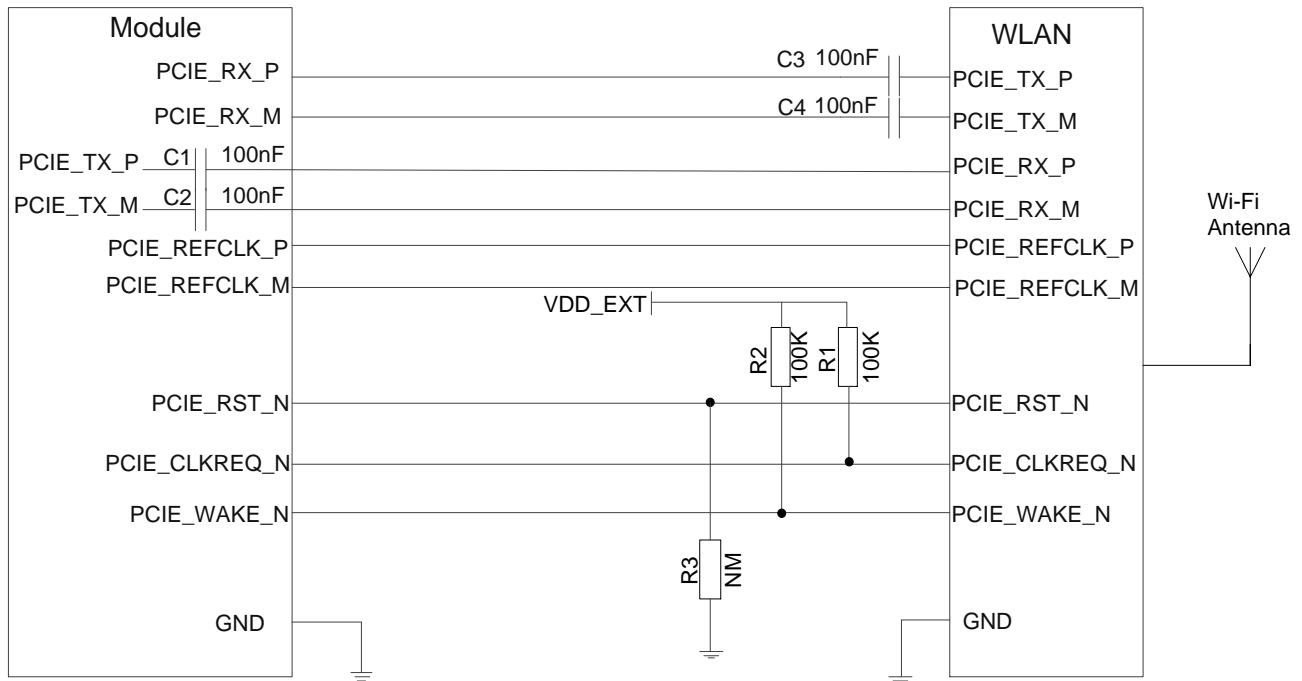 Module
WLAN
PCIE_RX_P
C3 100nF
PCIE_TX_P
PCIE_RX_M
C4 100nF
PCIE_TX_M
PCIE_TX_P
C1 100nF
PCIE_RX_P
PCIE_TX_M
C2 100nF
PCIE_RX_M
Wi-Fi
Antenna
PCIE_REFCLK_P
PCIE_REFCLK_P
PCIE_REFCLK_M
PCIE_REFCLK_M
VDD_EXT
R2
100K
R1
100K
PCIE_RST_N
PCIE_RST_N
PCIE_CLKREQ_N
PCIE_CLKREQ_N
PCIE_WAKE_N
PCIE_WAKE_N
R3
NM
GND
GND